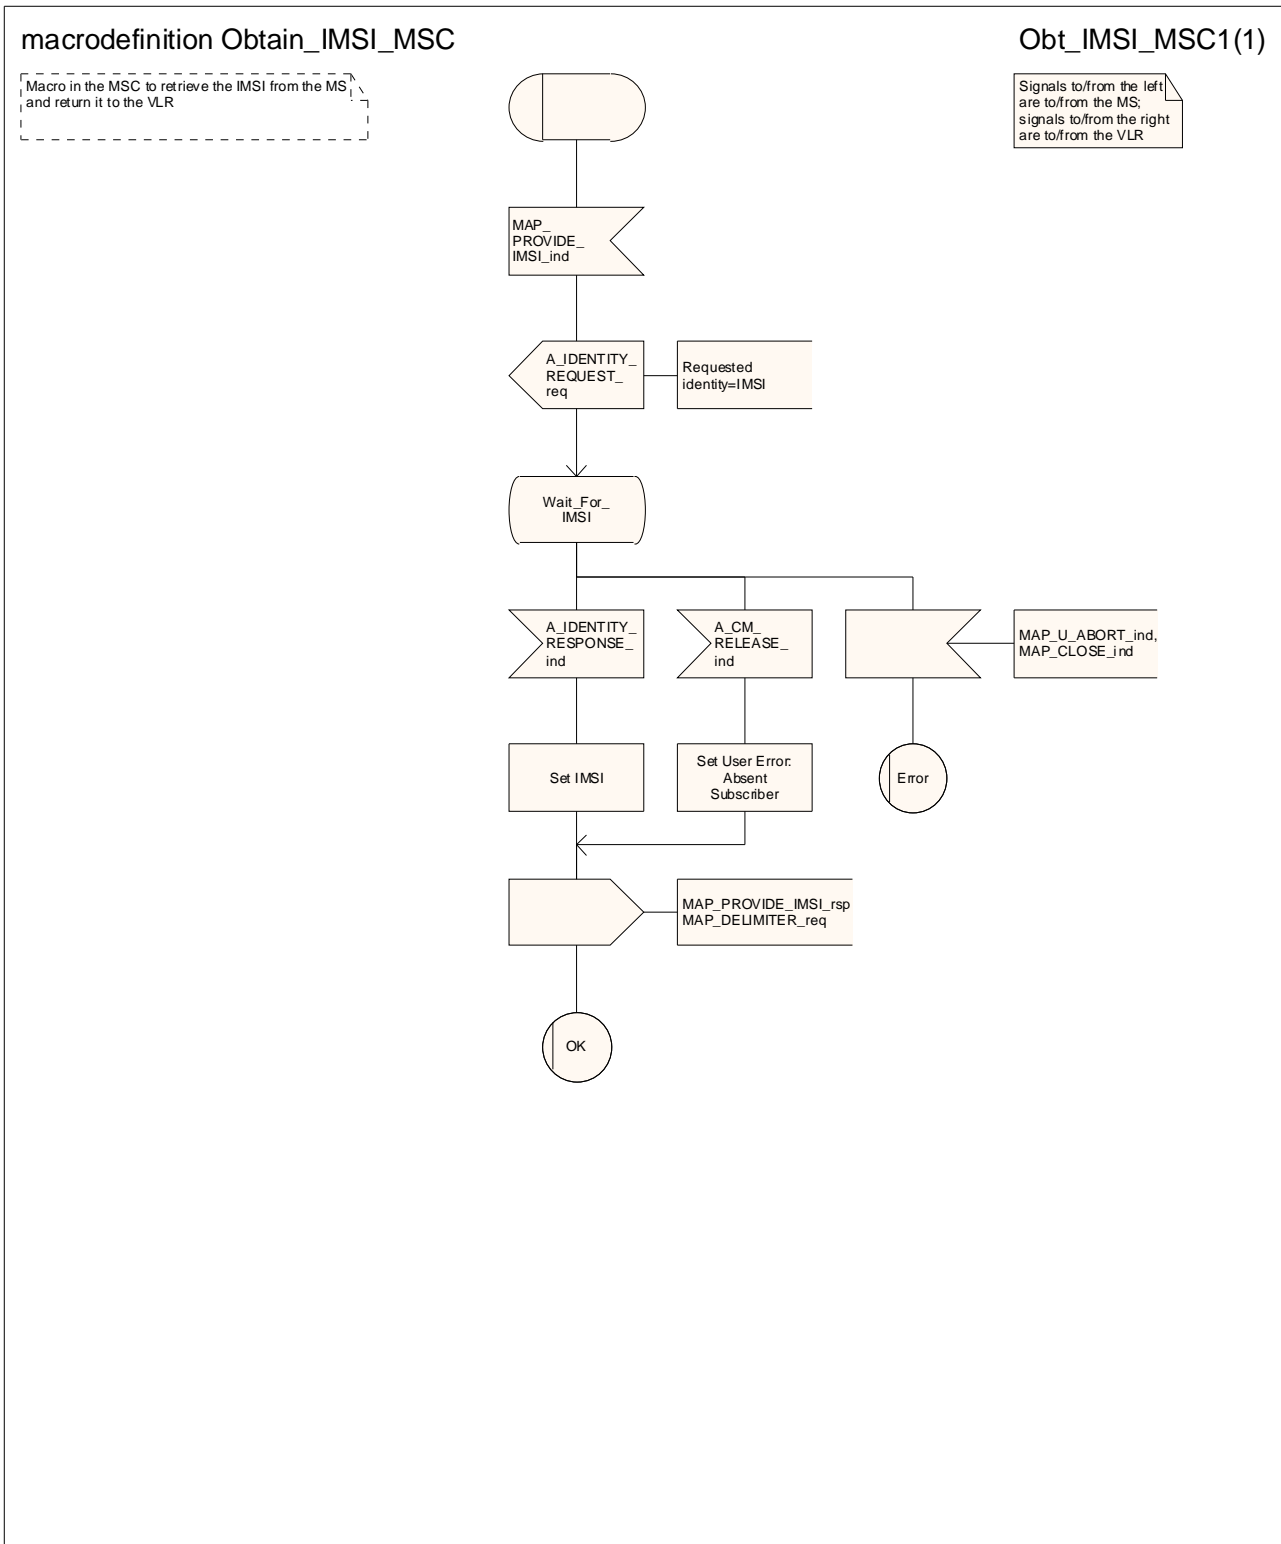 macrodefinition Obtain_IMSI_MSC
Obt_IMSI_MSC1(1)
Macro in the MSC to retrieve the IMSI from the MS
and return it to the VLR
Signals to/from the left
are to/from the MS;
signals to/from the right
are to/from the VLR
MAP_
PROVIDE_
IMSI_ind
A_IDENTITY_
REQUEST_
req
Requested
identity=IMSI
Wait_For_
IMSI
A_IDENTITY_
RESPONSE_
ind
A_CM_
RELEASE_
ind
MAP_U_ABORT_ind,
MAP_CLOSE_ind
Set IMSI
Set User Error:
Absent
Subscriber
Error
MAP_PROVIDE_IMSI_rsp
MAP_DELIMITER_req
OK